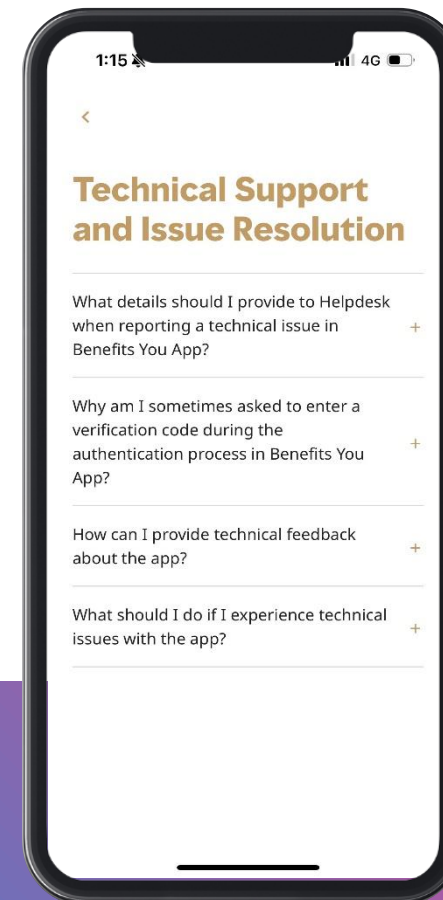 1:15
4G
Technical Support
and Issue Resolution
What details should I provide to Helpdesk
when reporting a technical issue in
Benefits You App?
Why am I sometimes asked to enter a
verification code during the
authentication process in Benefits You
App?
How can I provide technical feedback
about the app?
What should I do if I experience technical
issues with the app?